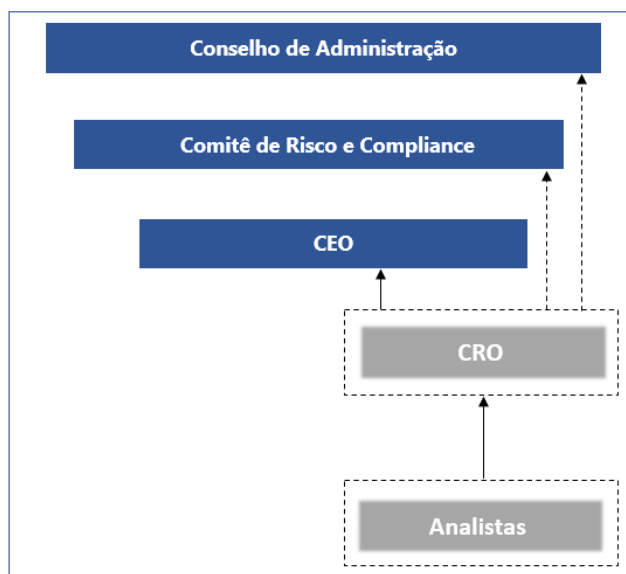 Conselho de Administração
Comitê de Risco e Compliance
CEO
CRO
Analistas